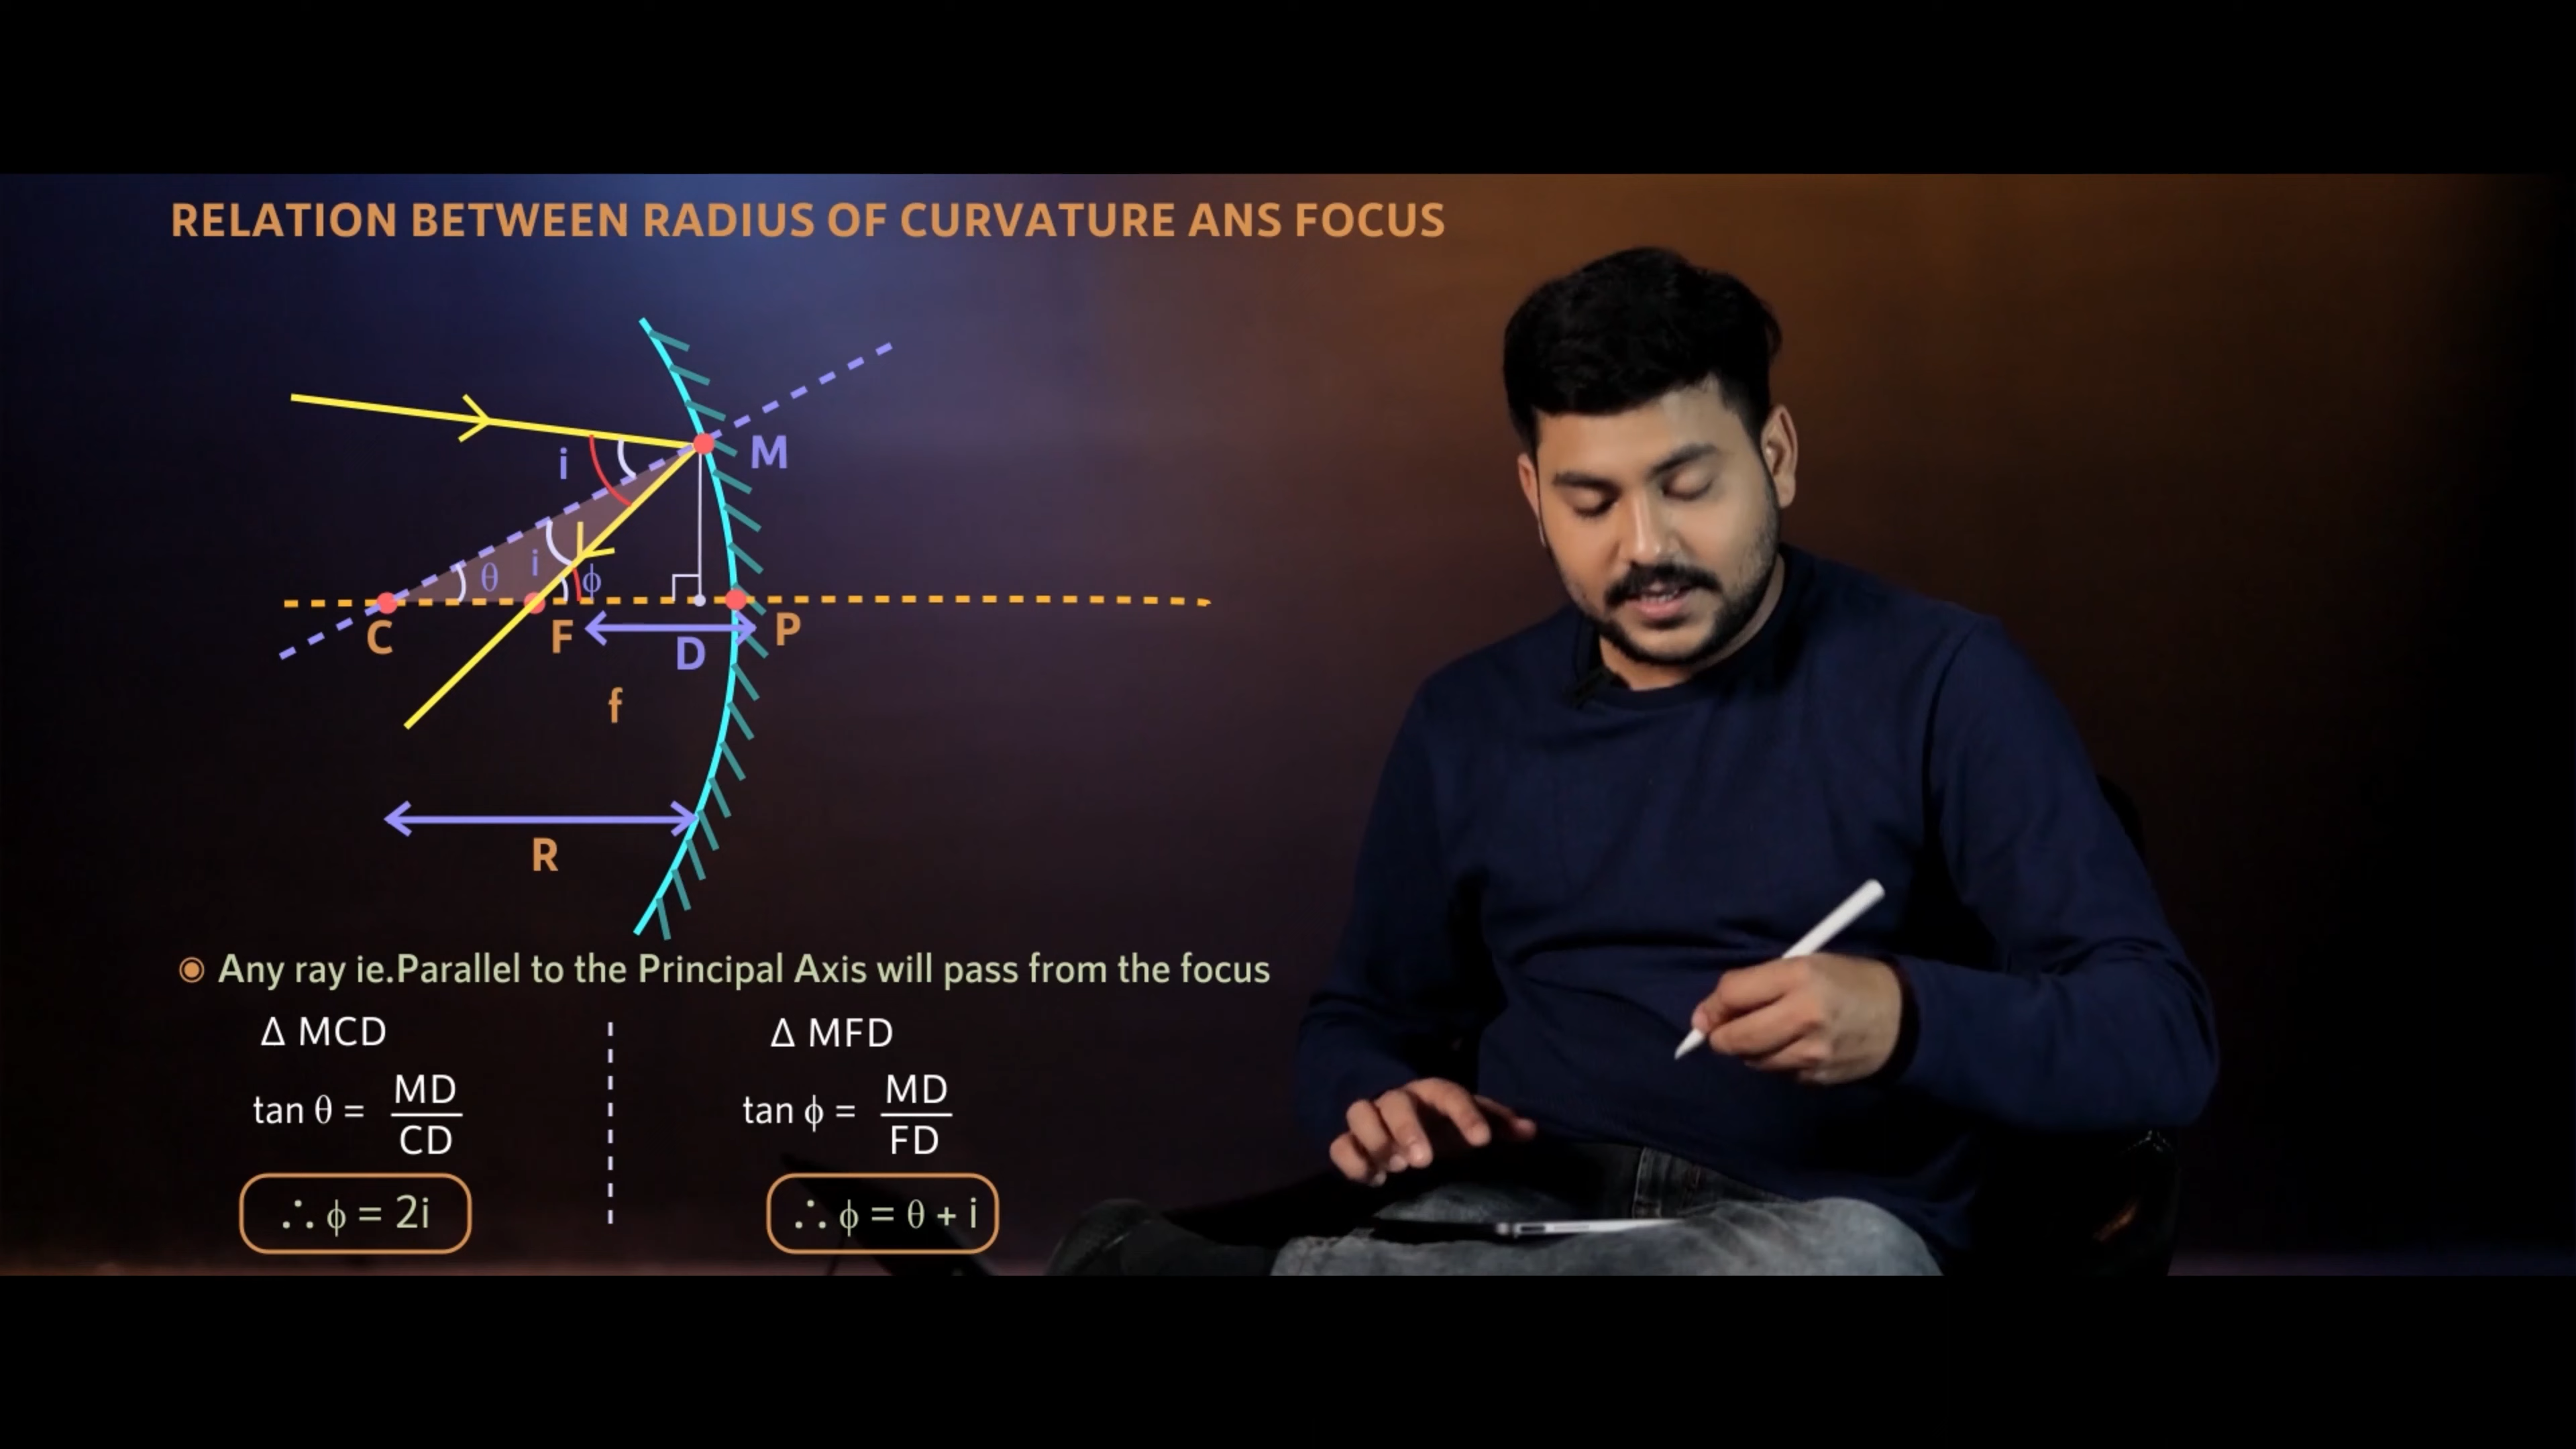 RELATION BETWEEN RADIUS OF CURVATURE ANS FOCUS
M
i
θ
i
ϕ
C
F
D
P
f
R
◉ Any ray ie.Parallel to the Principal Axis will pass from the focus
Δ MCD
tan θ = MD/CD
∴ ϕ = 2i
Δ MFD
tan ϕ = MD/FD
∴ ϕ = θ + i